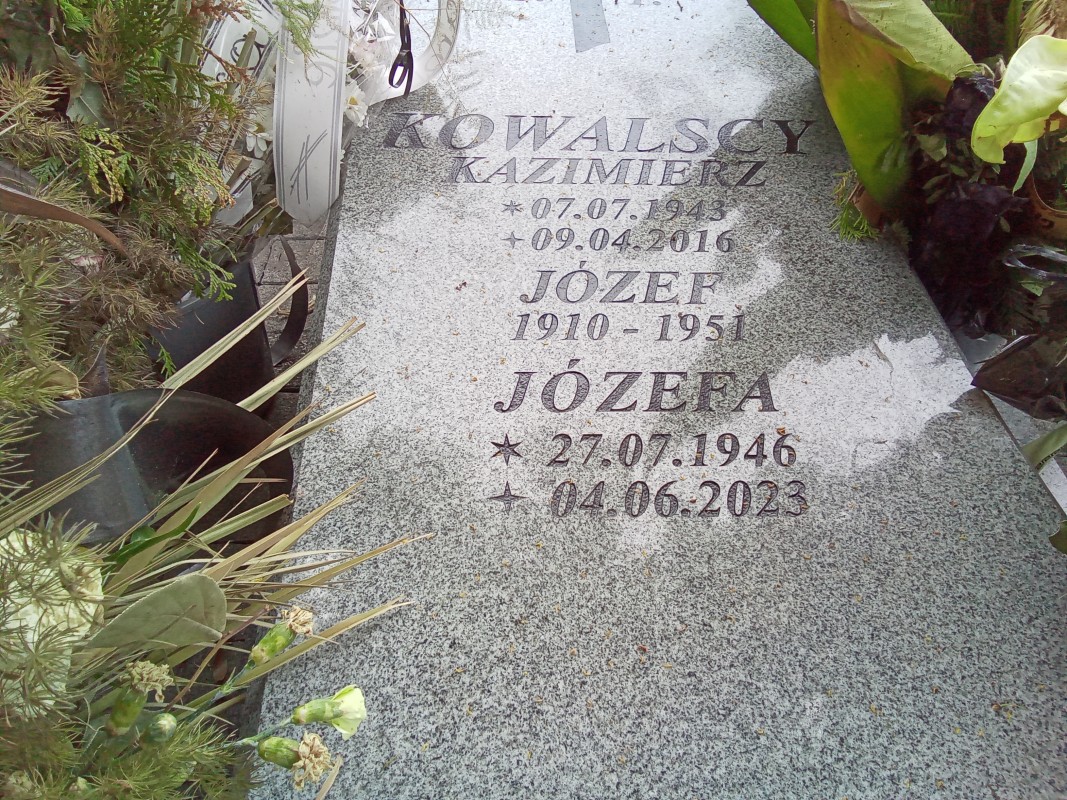 KOWALSCY
KAZIMIERZ
* 07.07.1943
+ 09.04.2016
JÓZEF
1910 - 1951
JÓZEFA
* 27.07.1946
+ 04.06.2023